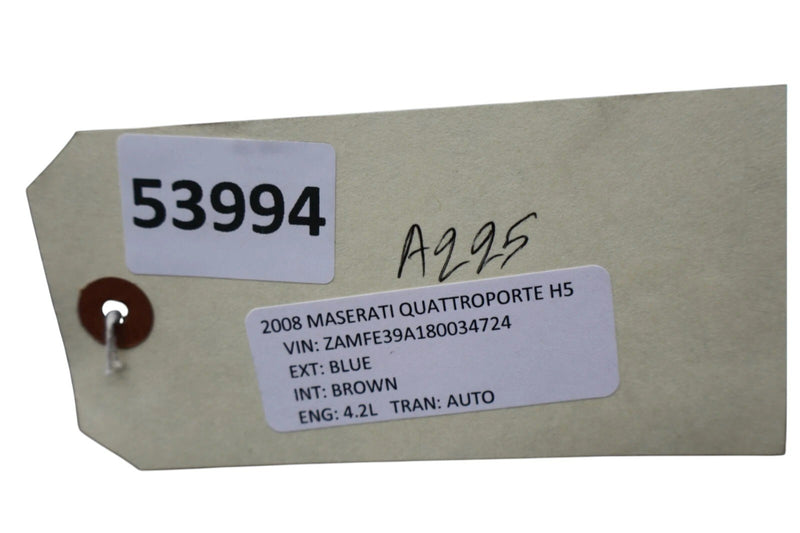 53994
A225
2008 MASERATI QUATTROPORTE H5
VIN: ZAMFE39A180034724
EXT: BLUE
INT: BROWN
ENG: 4.2L TRAN: AUTO